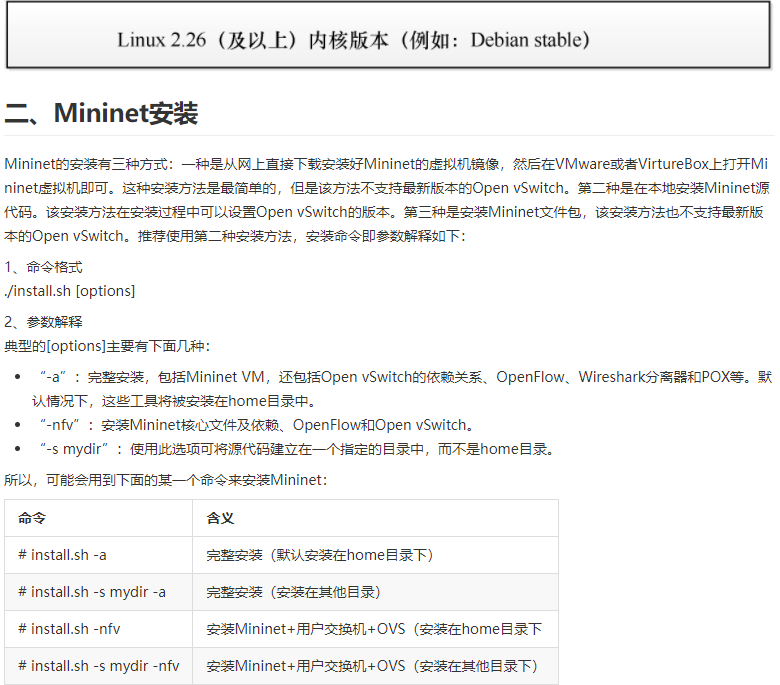 Linux 2.26（及以上）内核版本（例如：Debian stable）
二、Mininet安装
Mininet的安装有三种方式：一种是从网上直接下载安装好Mininet的虚拟机镜像，然后在VMware或者VirtureBox上打开Mi
ninet虚拟机即可。这种安装方法是最简单的，但是该方法不支持最新版本的Open vSwitch。第二种是在本地安装Mininet源
代码。该安装方法在安装过程中可以设置Open vSwitch的版本。第三种是安装Mininet文件包，该安装方法也不支持最新版
本的Open vSwitch。推荐使用第二种安装方法，安装命令即参数解释如下：
1、命令格式
./install.sh [options]
2、参数解释
典型的[options]主要有下面几种：
• “-a”：完整安装，包括Mininet VM，还包括Open vSwitch的依赖关系、OpenFlow、Wireshark分离器和POX等。默
认情况下，这些工具将被安装在home目录中。
• “-nfv”：安装Mininet核心文件及依赖、OpenFlow和Open vSwitch。
• “-s mydir”：使用此选项可将源代码建立在一个指定的目录中，而不是home目录。
所以，可能会用到下面的某一个命令来安装Mininet：
命令 含义
# install.sh -a 完整安装（默认安装在home目录下）
# install.sh -s mydir -a 完整安装（安装在其他目录）
# install.sh -nfv 安装Mininet+用户交换机+OVS（安装在home目录下
# install.sh -s mydir -nfv 安装Mininet+用户交换机+OVS（安装在其他目录下）